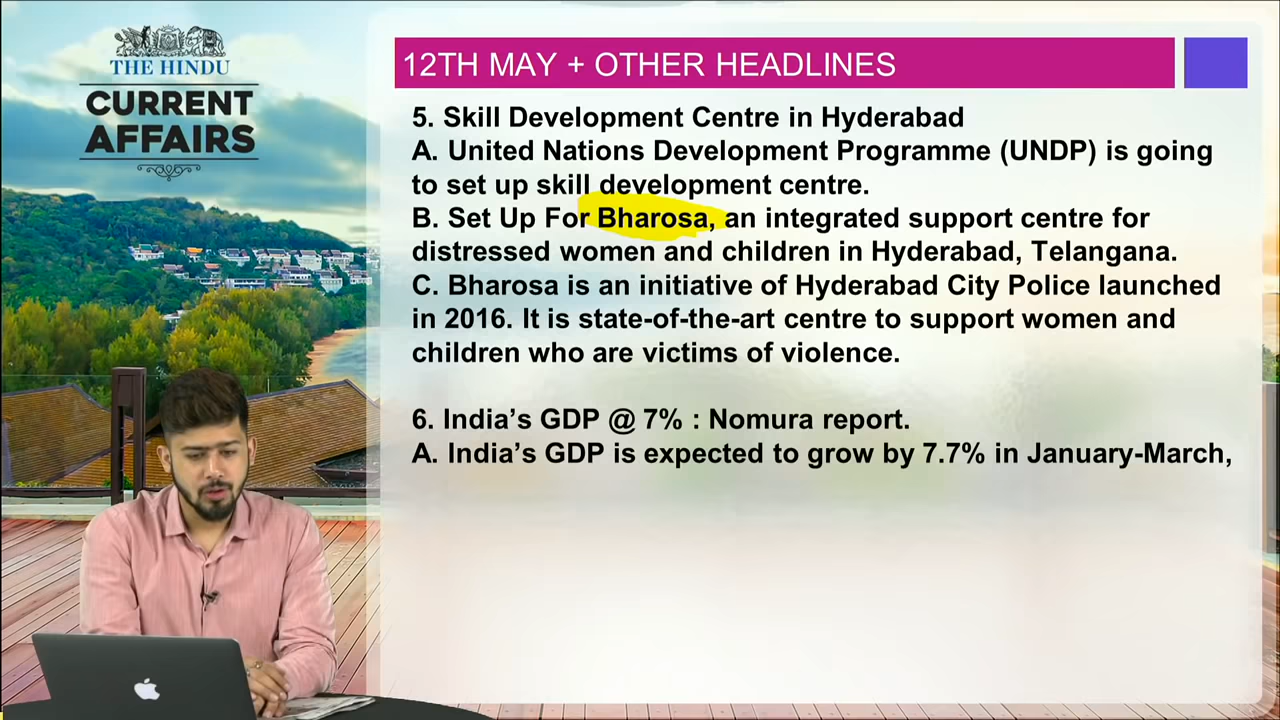 THE HINDU
CURRENT
AFFAIRS
12TH MAY + OTHER HEADLINES
5. Skill Development Centre in Hyderabad
A. United Nations Development Programme (UNDP) is going
to set up skill development centre.
B. Set Up For Bharosa, an integrated support centre for
distressed women and children in Hyderabad, Telangana.
C. Bharosa is an initiative of Hyderabad City Police launched
in 2016. It is state-of-the-art centre to support women and
children who are victims of violence.
6. India’s GDP @ 7% : Nomura report.
A. India’s GDP is expected to grow by 7.7% in January-March,